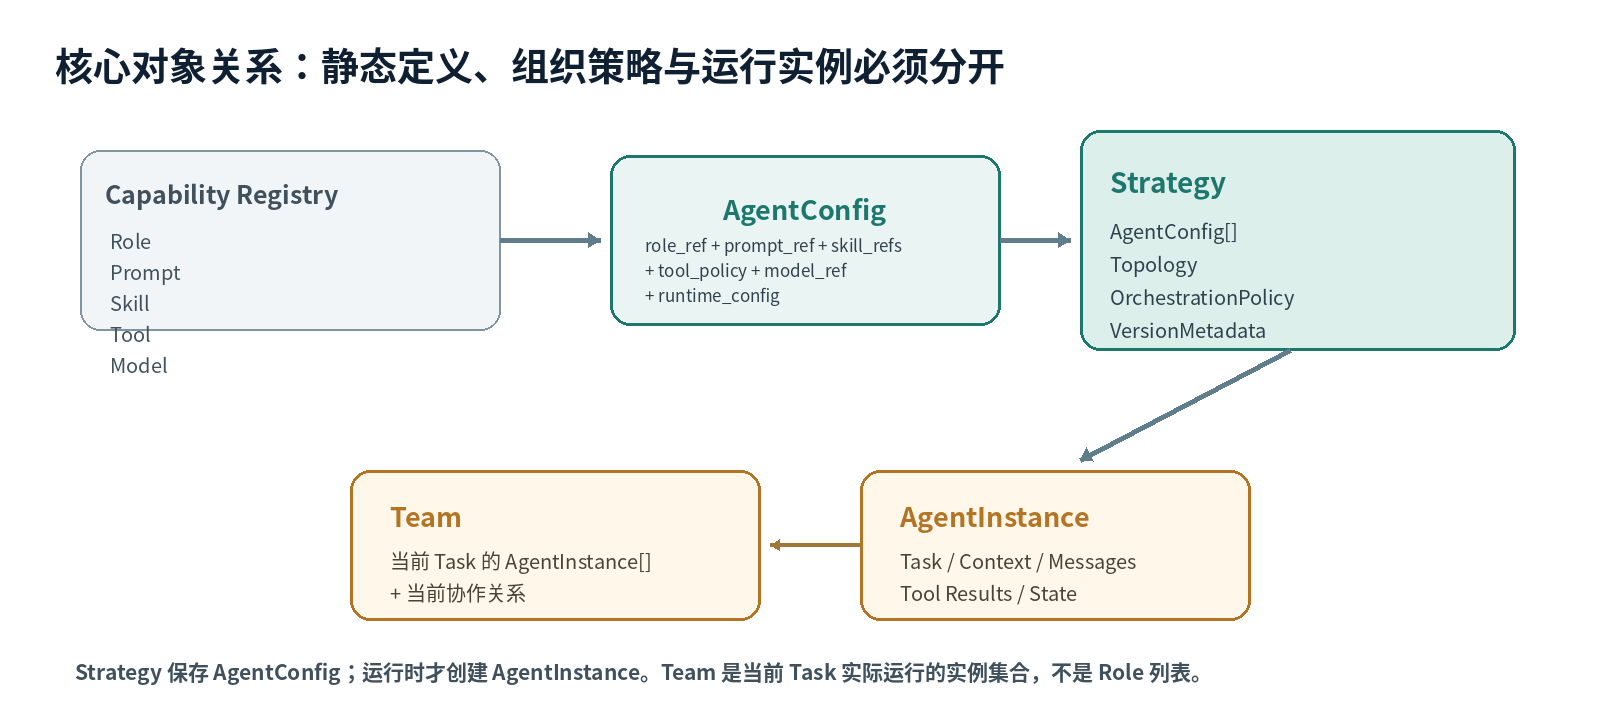 核心对象关系：静态定义、组织策略与运行实例必须分开
Capability Registry
Role
Prompt
Skill
Tool
Model
AgentConfig
role_ref + prompt_ref + skill_refs
+ tool_policy + model_ref
+ runtime_config
Strategy
AgentConfig[]
Topology
OrchestrationPolicy
VersionMetadata
Team
当前 Task 的 AgentInstance[]
+ 当前协作关系
AgentInstance
Task / Context / Messages
Tool Results / State
Strategy 保存 AgentConfig；运行时才创建 AgentInstance。Team 是当前 Task 实际运行的实例集合，不是 Role 列表。